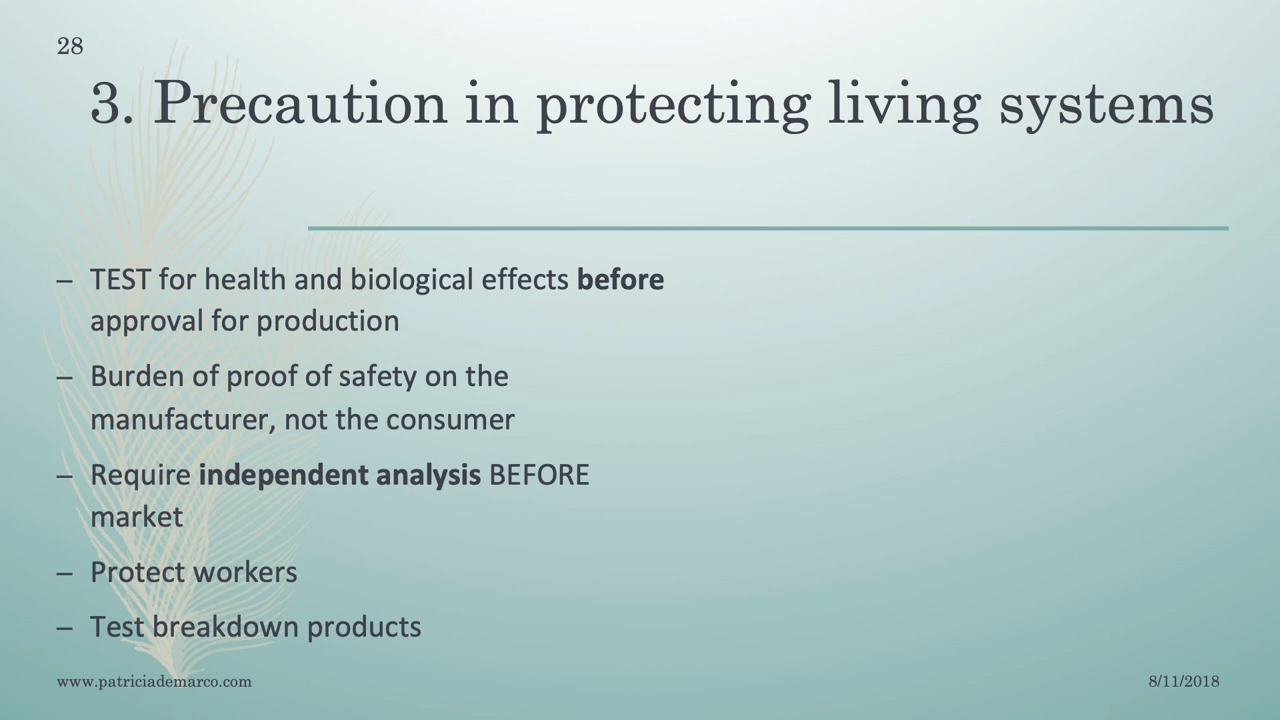 28
3. Precaution in protecting living systems
– TEST for health and biological effects before
approval for production
– Burden of proof of safety on the
manufacturer, not the consumer
– Require independent analysis BEFORE
market
– Protect workers
– Test breakdown products
www.patriciademarco.com
8/11/2018